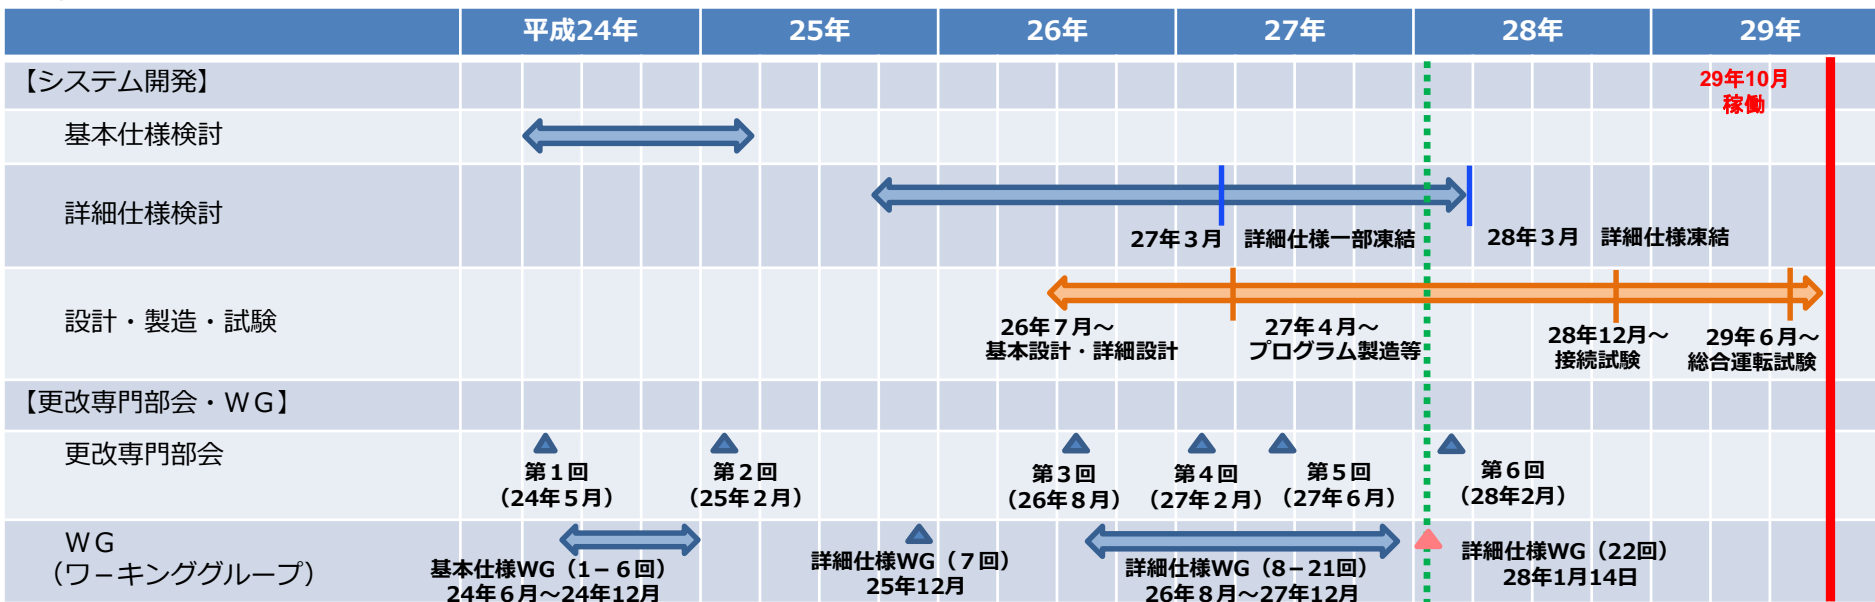 平成24年 25年 26年 27年 28年 29年
【システム開発】
29年10月
稼働
基本仕様検討
詳細仕様検討
27年３月　詳細仕様一部凍結
28年３月　詳細仕様凍結
設計・製造・試験
26年７月～
基本設計・詳細設計
27年４月～
プログラム製造等
28年12月～
接続試験
29年６月～
総合運転試験
【更改専門部会・ＷＧ】
更改専門部会
第１回
（24年５月）
第２回
（25年２月）
第３回
（26年８月）
第４回
（27年２月）
第５回
（27年６月）
第６回
（28年2月）
ＷＧ
（ワｰキンググループ）
基本仕様WG（1－６回）
24年６月～24年12月
詳細仕様WG（７回）
25年12月
詳細仕様WG（8－21回）
26年８月～27年12月
詳細仕様WG（22回）
28年1月14日